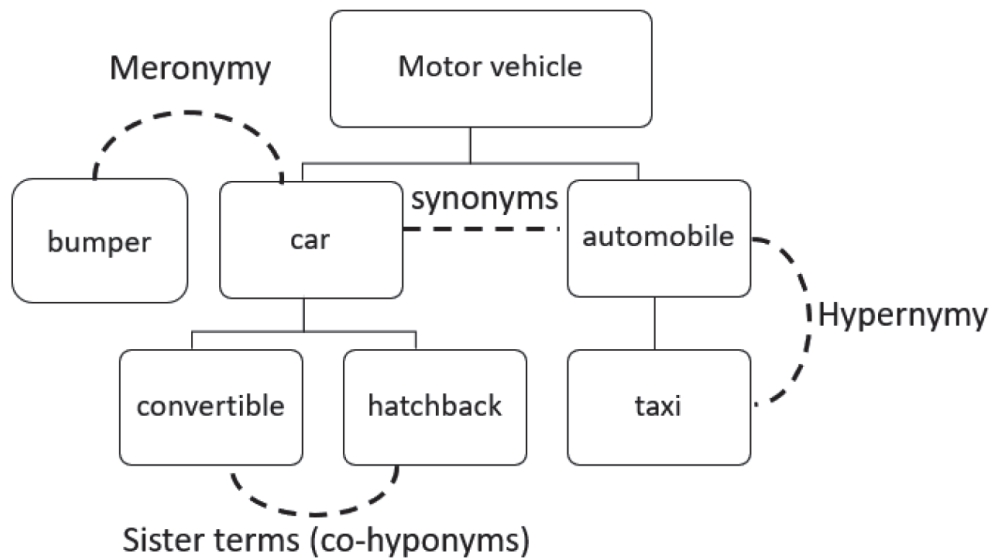 Motor vehicle
Meronymy
bumper
car
synonyms
automobile
Hypernymy
convertible
hatchback
taxi
Sister terms (co-hyponyms)